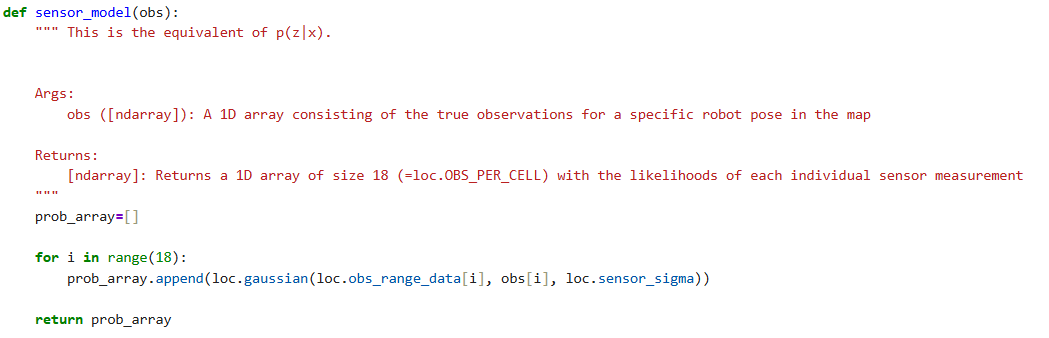 def sensor_model(obs):
    """ This is the equivalent of p(z|x).
    Args:
        obs ([ndarray]): A 1D array consisting of the true observations for a specific robot pose in the map
    Returns:
        [ndarray]: Returns a 1D array of size 18 (=loc.OBS_PER_CELL) with the likelihoods of each individual sensor measurement
    """
    prob_array=[]
    for i in range(18):
        prob_array.append(loc.gaussian(loc.obs_range_data[i], obs[i], loc.sensor_sigma))
    return prob_array